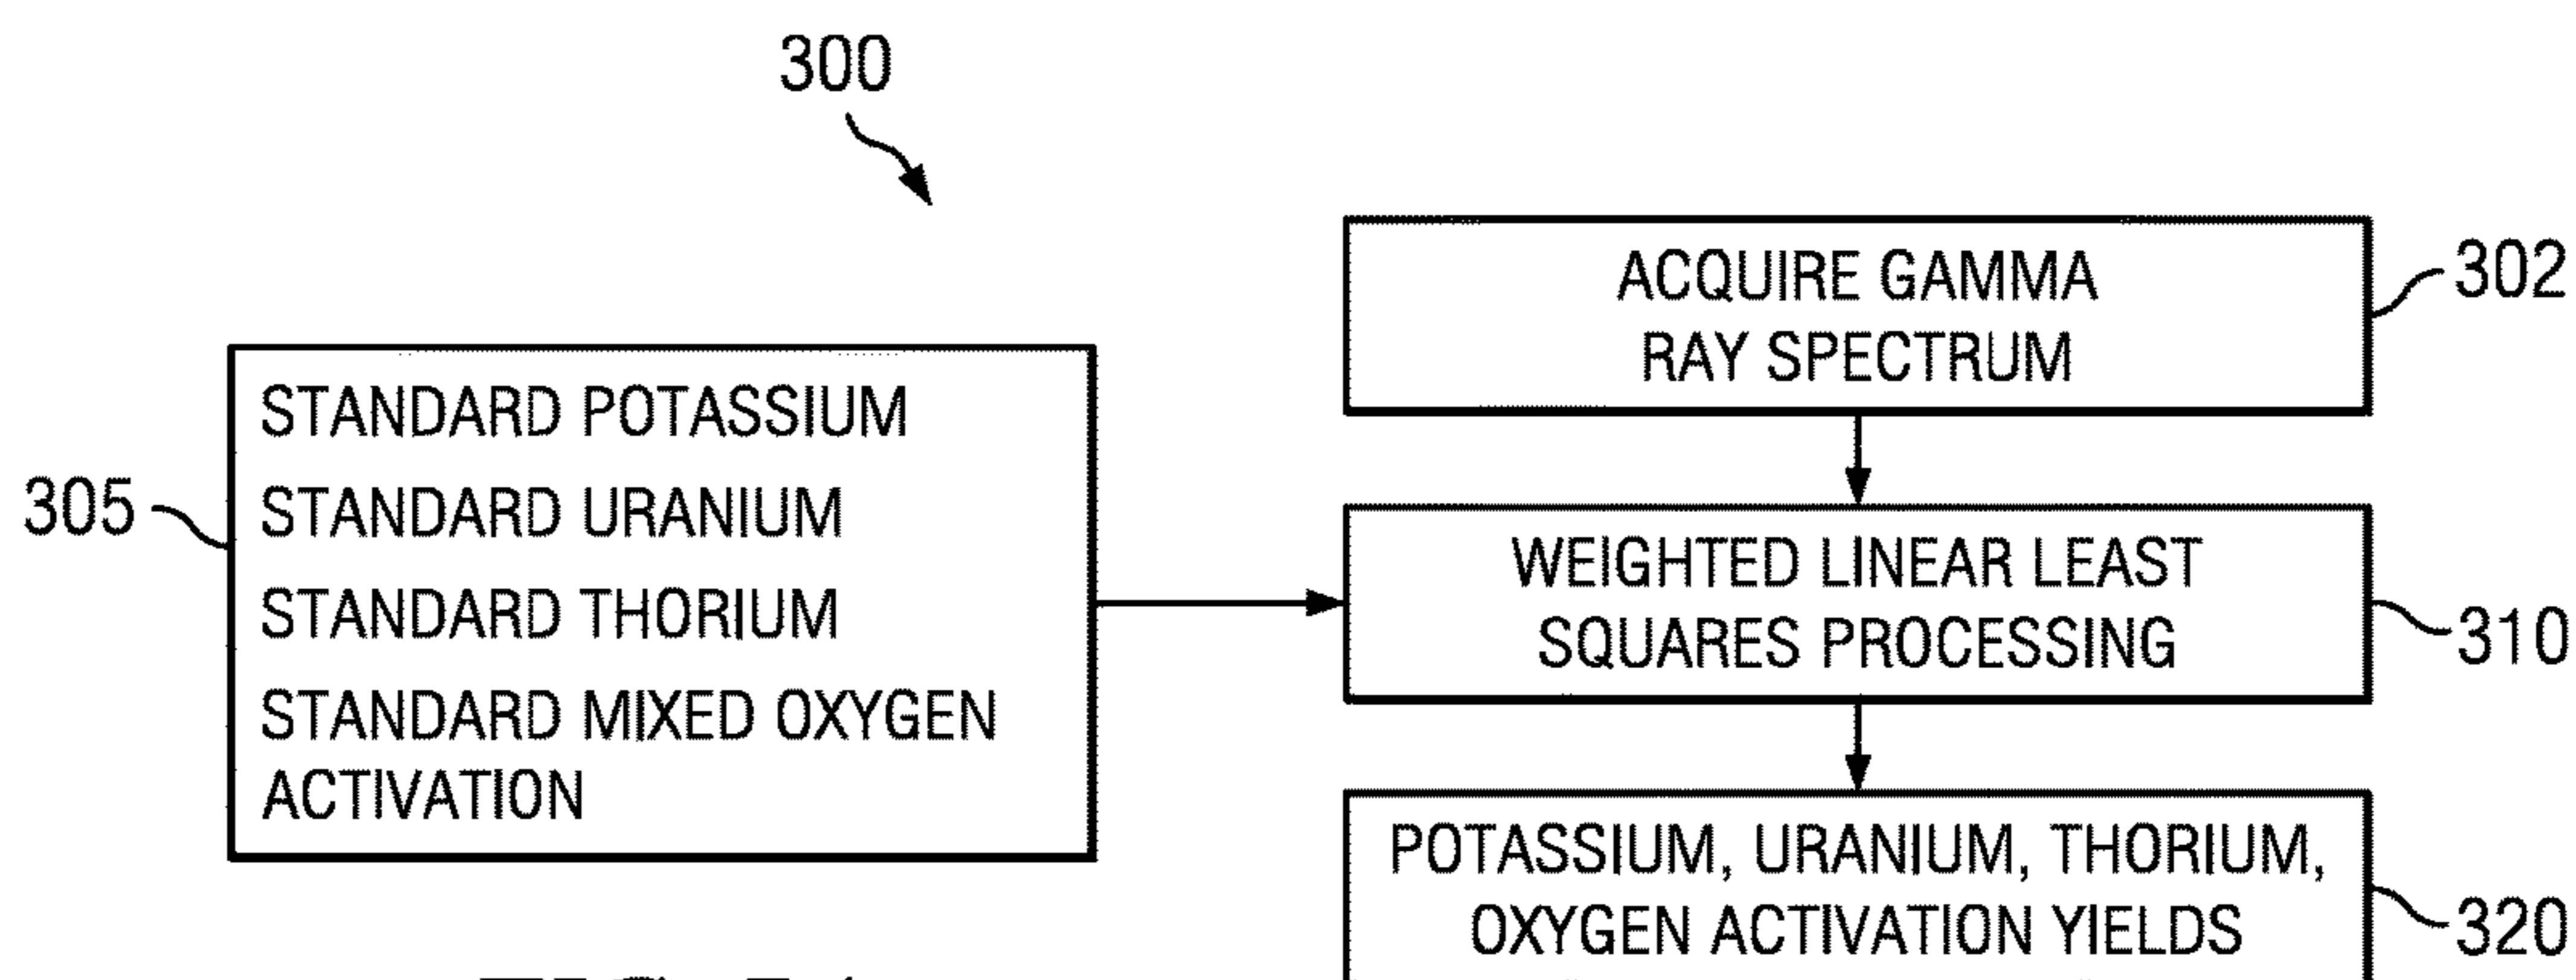 300
ACQUIRE GAMMA
RAY SPECTRUM
302
STANDARD POTASSIUM
STANDARD URANIUM
STANDARD THORIUM
STANDARD MIXED OXYGEN
ACTIVATION
305
WEIGHTED LINEAR LEAST
SQUARES PROCESSING
310
POTASSIUM, URANIUM, THORIUM,
OXYGEN ACTIVATION YIELDS
320